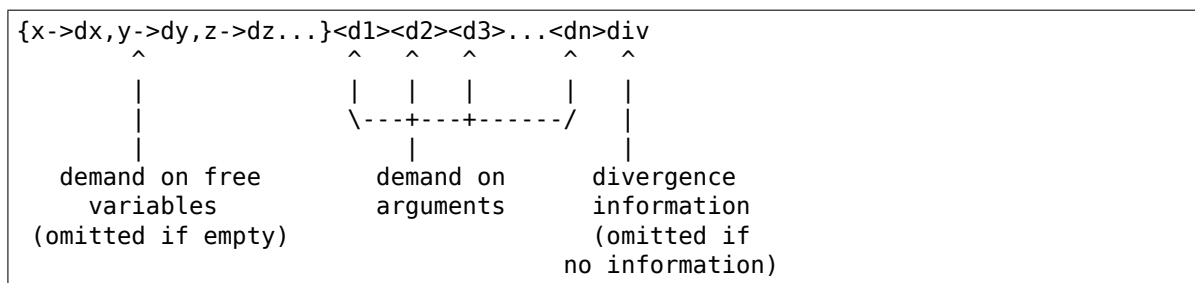 {x->dx,y->dy,z->dz...}<d1><d2><d3>...<dn>div
            ^                  ^    ^    ^        ^    ^
            |                  |    |    |        |    |
            |                  \---+---+------/    |
            |                       |                  |
     demand on free          demand on       divergence
        variables            arguments       information
   (omitted if empty)                        (omitted if
                                           no information)